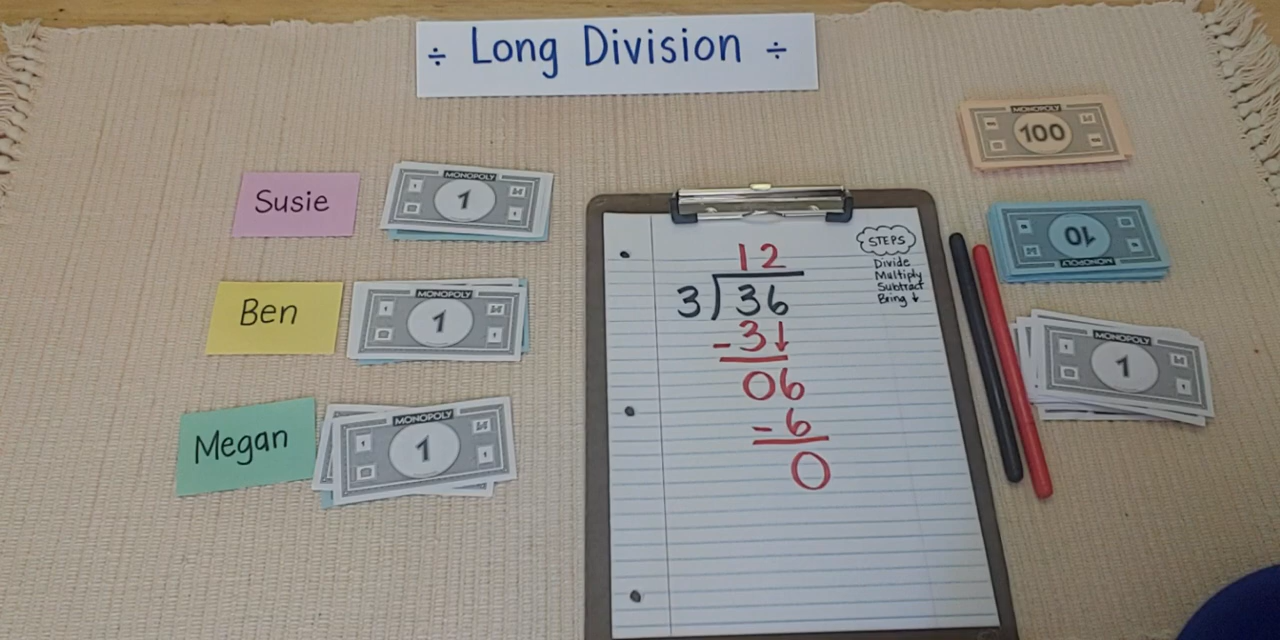 ÷ Long Division ÷
MONOPOLY
100
Susie
MONOPOLY
1
10
MONOPOLY
STEPS
Divide
Multiply
Subtract
Bring ↓
12
3)36
-3↓
06
-6
0
Ben
MONOPOLY
1
MONOPOLY
1
Megan
MONOPOLY
1